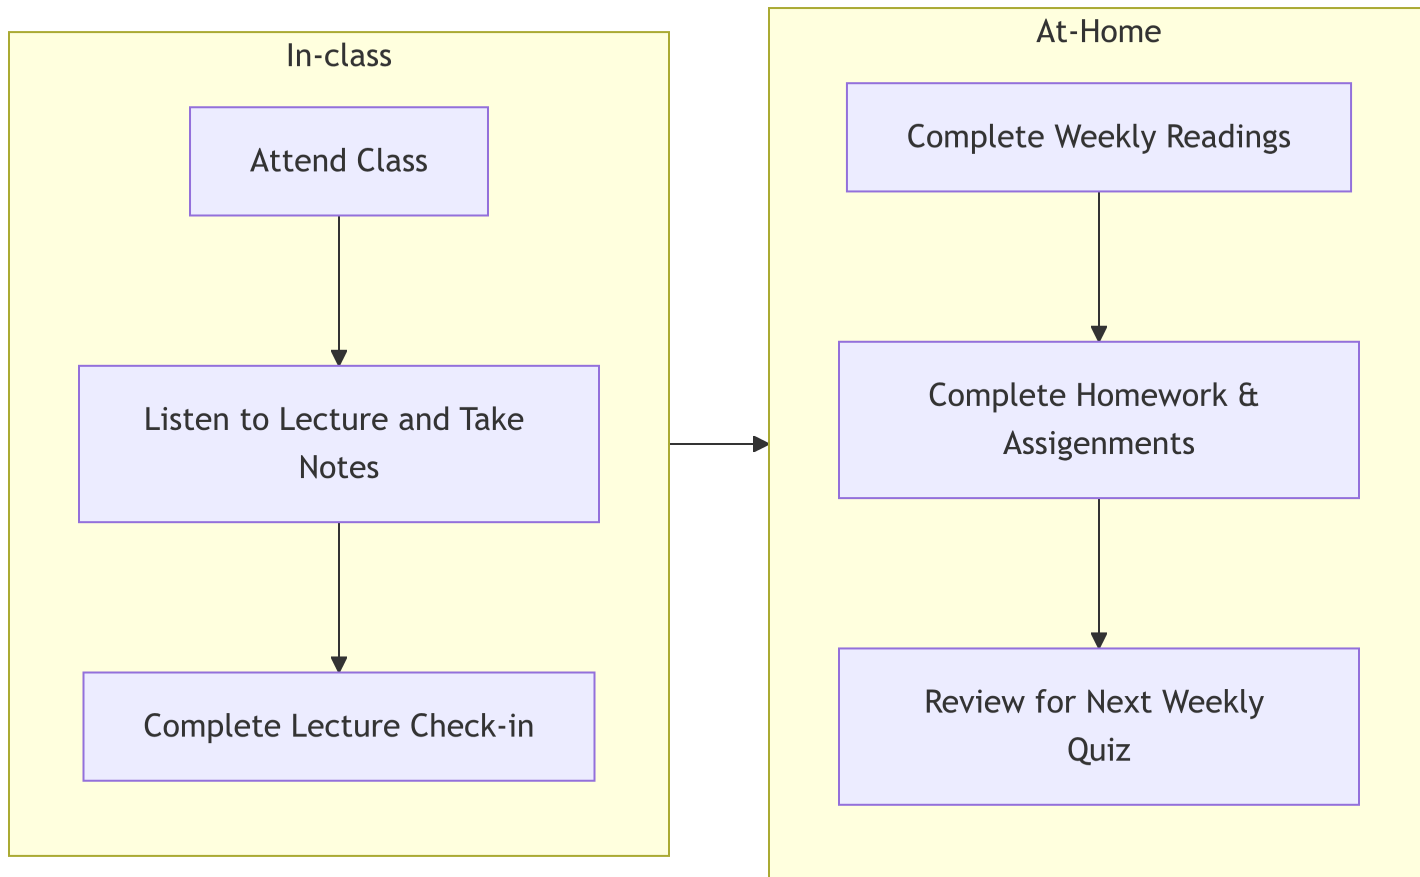 In-class
Attend Class
Listen to Lecture and Take
Notes
Complete Lecture Check-in
At-Home
Complete Weekly Readings
Complete Homework &
Assigenments
Review for Next Weekly
Quiz